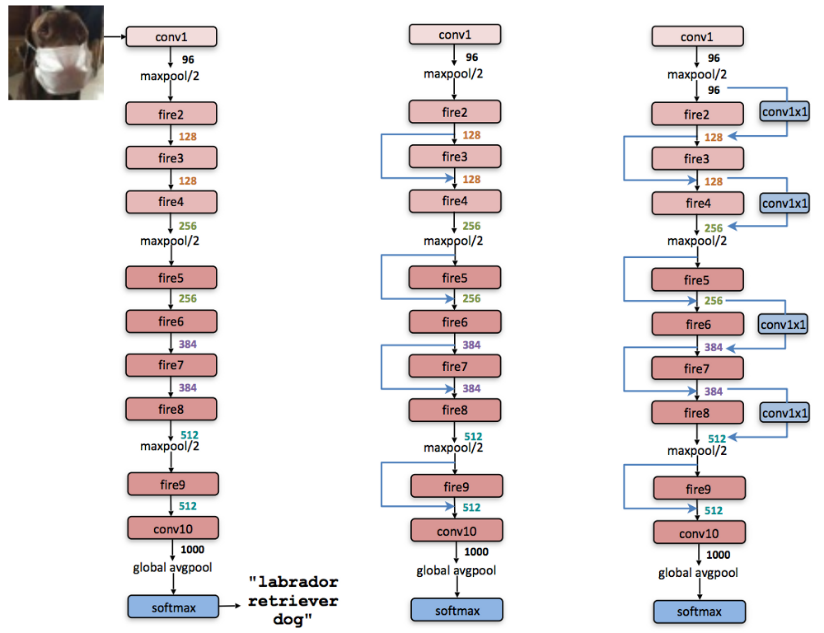 conv1
96
maxpool/2
fire2
128
fire3
128
fire4
256
maxpool/2
fire5
256
fire6
384
fire7
384
fire8
512
maxpool/2
fire9
512
conv10
1000
global avgpool
softmax
"labrador
retriever
dog"
conv1
96
maxpool/2
fire2
128
fire3
128
fire4
256
maxpool/2
fire5
256
fire6
384
fire7
384
fire8
512
maxpool/2
fire9
512
conv10
1000
global avgpool
softmax
conv1
96
maxpool/2
96
fire2
conv1x1
128
fire3
128
fire4
conv1x1
256
maxpool/2
fire5
256
fire6
conv1x1
384
fire7
384
fire8
conv1x1
512
maxpool/2
fire9
512
conv10
1000
global avgpool
softmax